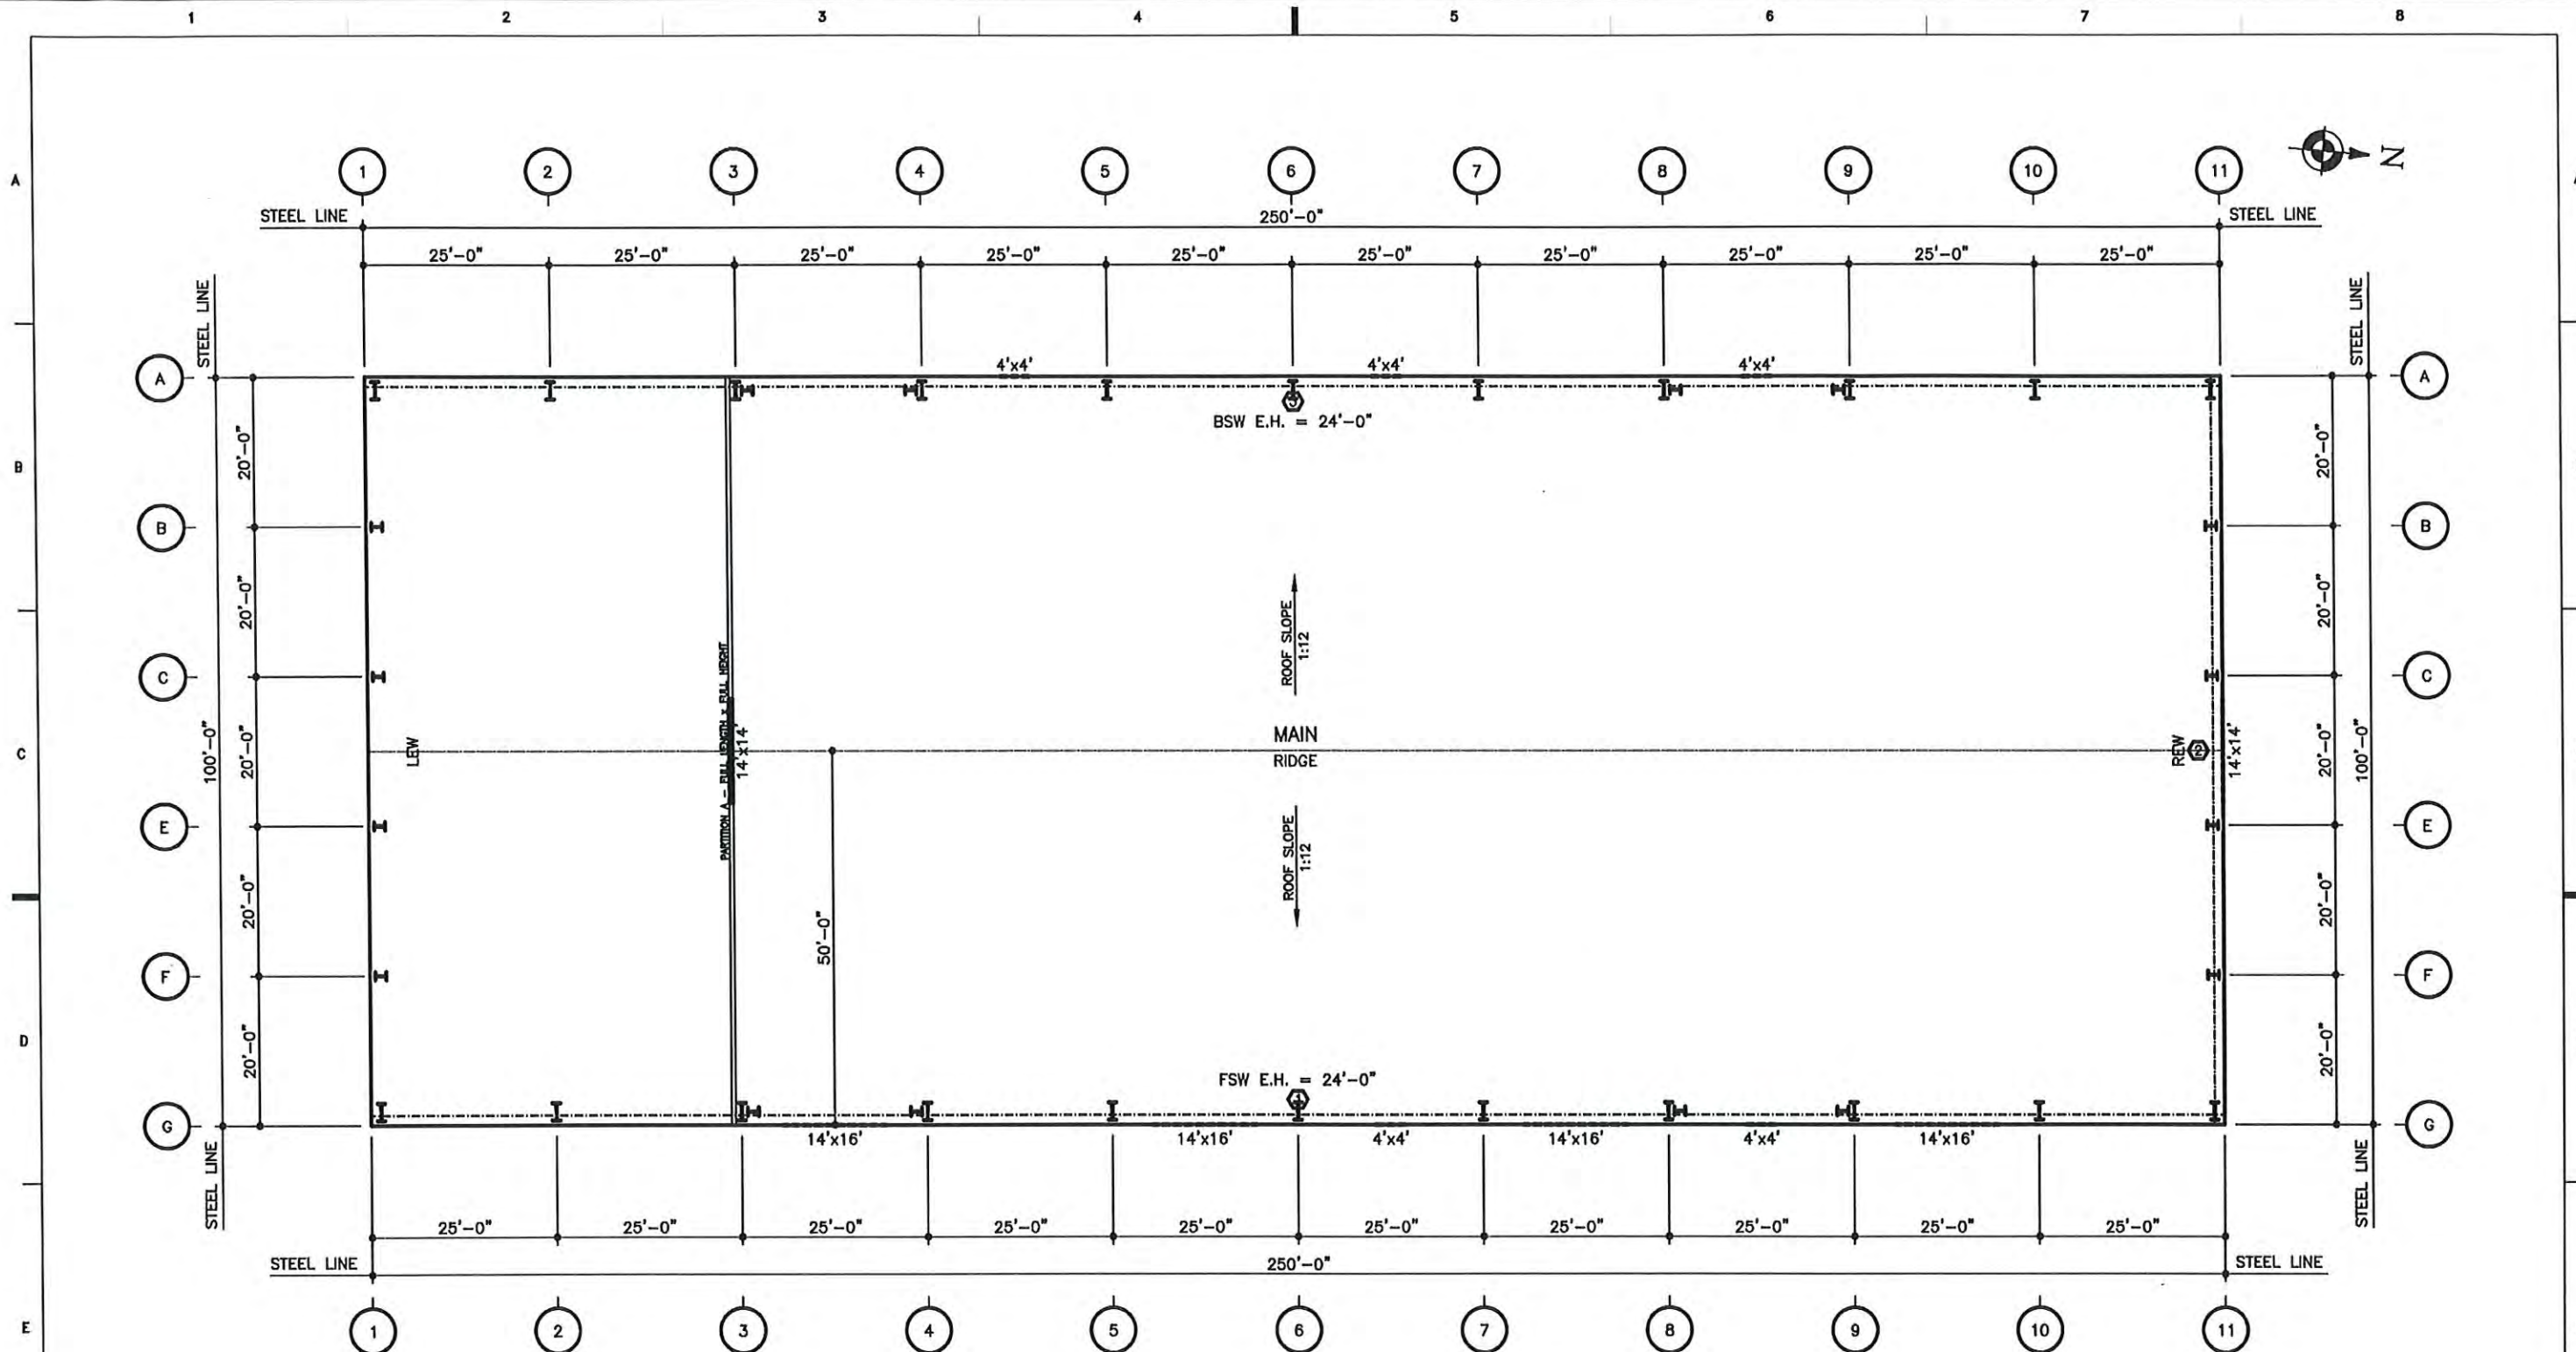 1 2 3 4 5 6 7 8
A
B
C
D
E
N
1 2 3 4 5 6 7 8 9 10 11
STEEL LINE 250'-0" STEEL LINE
25'-0" 25'-0" 25'-0" 25'-0" 25'-0" 25'-0" 25'-0" 25'-0" 25'-0" 25'-0"
STEEL LINE
STEEL LINE
4'x4' 4'x4' 4'x4'
A A
3
BSW E.H. = 24'-0"
20'-0" 20'-0"
B B
20'-0" 20'-0"
ROOF SLOPE
1:12
C C
PARTITION A - FULL LENGTH x FULL HEIGHT
14'x14'
100'-0"
20'-0"
LEW
MAIN
RIDGE
REW
2
14'x14'
20'-0"
100'-0"
E E
ROOF SLOPE
1:12
20'-0" 50'-0" 20'-0"
F F
20'-0" 20'-0"
FSW E.H. = 24'-0"
1
G G
14'x16' 14'x16' 4'x4' 14'x16' 4'x4' 14'x16'
STEEL LINE
STEEL LINE
25'-0" 25'-0" 25'-0" 25'-0" 25'-0" 25'-0" 25'-0" 25'-0" 25'-0" 25'-0"
STEEL LINE 250'-0" STEEL LINE
1 2 3 4 5 6 7 8 9 10 11